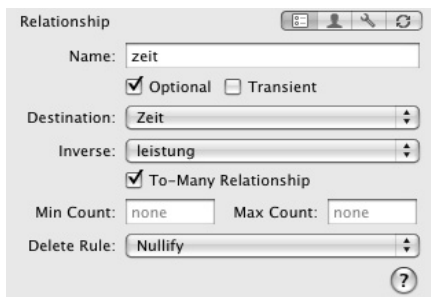 Relationship
Name: zeit
Optional Transient
Destination: Zeit
Inverse: leistung
To-Many Relationship
Min Count: none Max Count: none
Delete Rule: Nullify
?